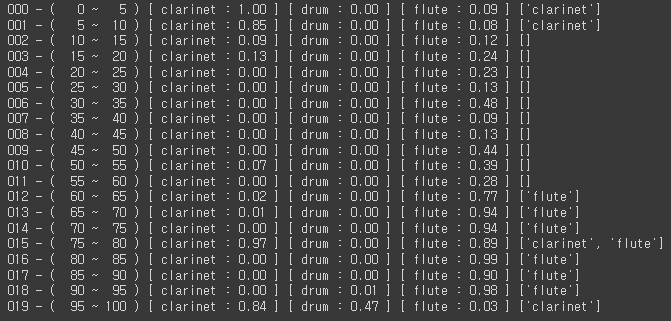 000 - (   0 ~   5 ) [ clarinet : 1.00 ] [ drum : 0.00 ] [ flute : 0.09 ] ['clarinet']
001 - (   5 ~  10 ) [ clarinet : 0.85 ] [ drum : 0.00 ] [ flute : 0.08 ] ['clarinet']
002 - (  10 ~  15 ) [ clarinet : 0.09 ] [ drum : 0.00 ] [ flute : 0.12 ] []
003 - (  15 ~  20 ) [ clarinet : 0.13 ] [ drum : 0.00 ] [ flute : 0.24 ] []
004 - (  20 ~  25 ) [ clarinet : 0.00 ] [ drum : 0.00 ] [ flute : 0.23 ] []
005 - (  25 ~  30 ) [ clarinet : 0.00 ] [ drum : 0.00 ] [ flute : 0.13 ] []
006 - (  30 ~  35 ) [ clarinet : 0.00 ] [ drum : 0.00 ] [ flute : 0.48 ] []
007 - (  35 ~  40 ) [ clarinet : 0.00 ] [ drum : 0.00 ] [ flute : 0.09 ] []
008 - (  40 ~  45 ) [ clarinet : 0.00 ] [ drum : 0.00 ] [ flute : 0.13 ] []
009 - (  45 ~  50 ) [ clarinet : 0.00 ] [ drum : 0.00 ] [ flute : 0.44 ] []
010 - (  50 ~  55 ) [ clarinet : 0.07 ] [ drum : 0.00 ] [ flute : 0.39 ] []
011 - (  55 ~  60 ) [ clarinet : 0.00 ] [ drum : 0.00 ] [ flute : 0.28 ] []
012 - (  60 ~  65 ) [ clarinet : 0.02 ] [ drum : 0.00 ] [ flute : 0.77 ] ['flute']
013 - (  65 ~  70 ) [ clarinet : 0.01 ] [ drum : 0.00 ] [ flute : 0.94 ] ['flute']
014 - (  70 ~  75 ) [ clarinet : 0.00 ] [ drum : 0.00 ] [ flute : 0.94 ] ['flute']
015 - (  75 ~  80 ) [ clarinet : 0.97 ] [ drum : 0.00 ] [ flute : 0.89 ] ['clarinet', 'flute']
016 - (  80 ~  85 ) [ clarinet : 0.00 ] [ drum : 0.00 ] [ flute : 0.99 ] ['flute']
017 - (  85 ~  90 ) [ clarinet : 0.00 ] [ drum : 0.00 ] [ flute : 0.90 ] ['flute']
018 - (  90 ~  95 ) [ clarinet : 0.00 ] [ drum : 0.01 ] [ flute : 0.98 ] ['flute']
019 - (  95 ~ 100 ) [ clarinet : 0.84 ] [ drum : 0.47 ] [ flute : 0.03 ] ['clarinet']